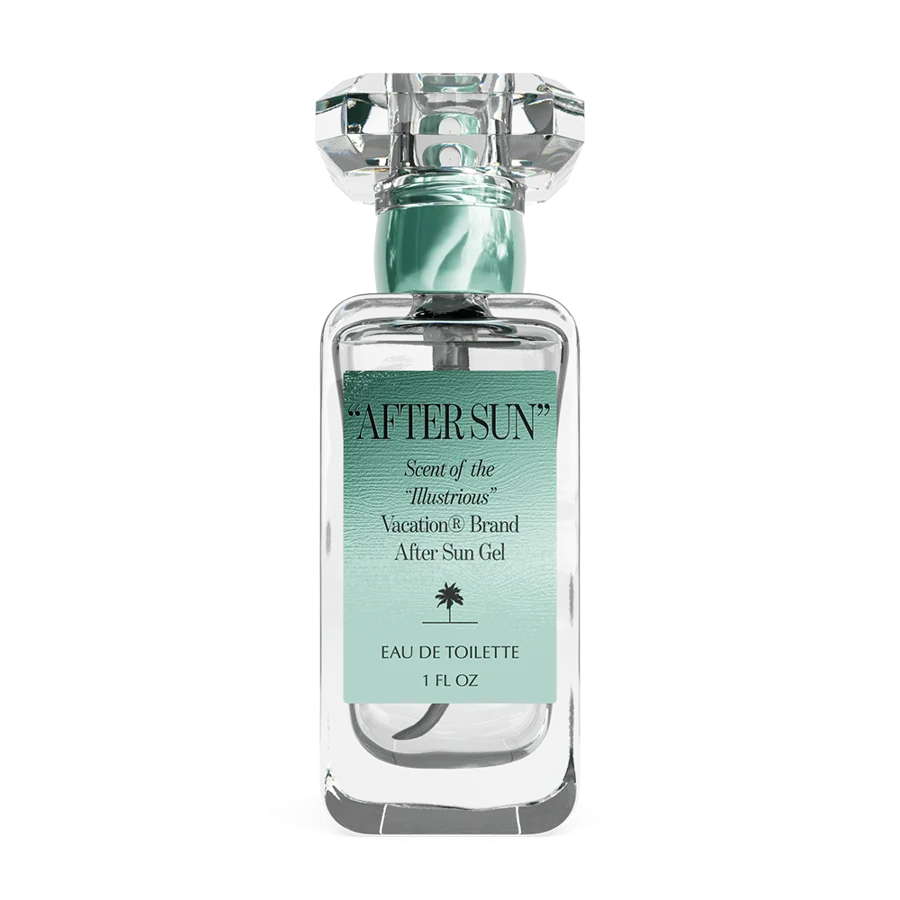 “AFTER SUN”
Scent of the
“Illustrious”
Vacation® Brand
After Sun Gel
EAU DE TOILETTE
1 FL OZ